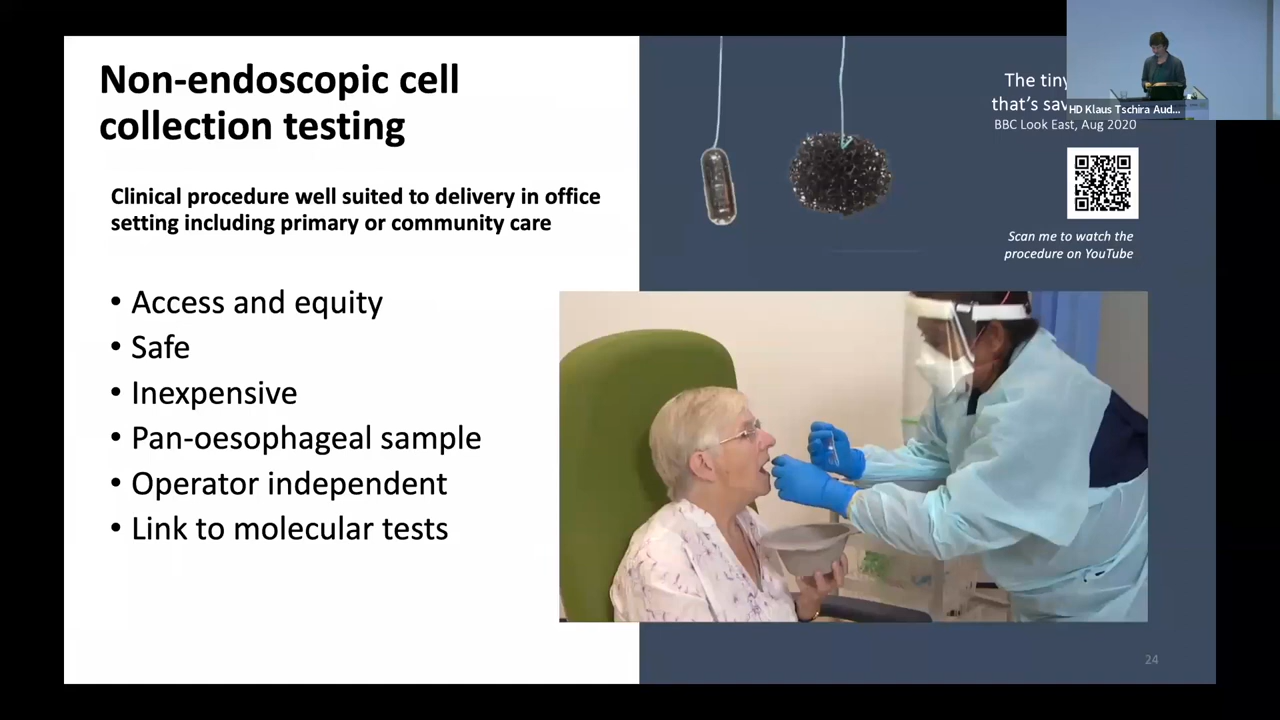 Non-endoscopic cell
collection testing
Clinical procedure well suited to delivery in office
setting including primary or community care
• Access and equity
• Safe
• Inexpensive
• Pan-oesophageal sample
• Operator independent
• Link to molecular tests
The tiny
that's
BBC Look East, Aug 2020
Scan me to watch the
procedure on YouTube
HD Klaus Tschira Aud...
24